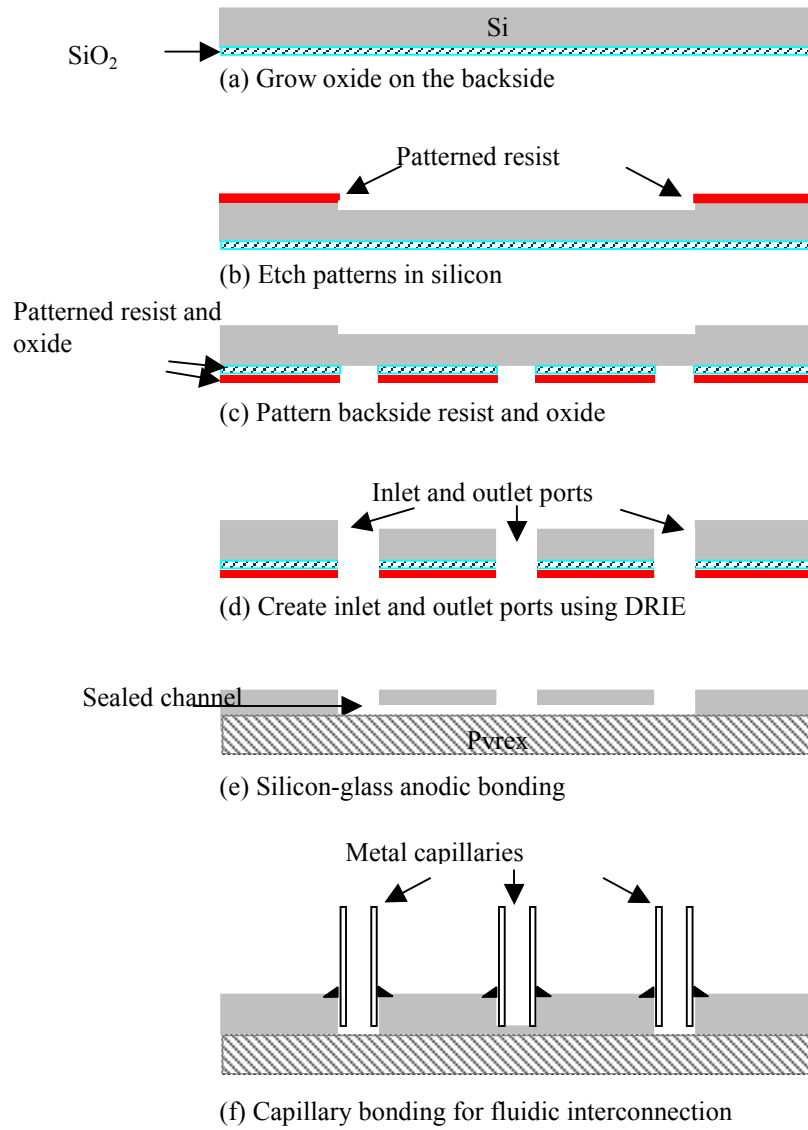 Si
SiO2
(a) Grow oxide on the backside
Patterned resist
(b) Etch patterns in silicon
Patterned resist and
oxide
(c) Pattern backside resist and oxide
Inlet and outlet ports
(d) Create inlet and outlet ports using DRIE
Sealed channel
Pvrex
(e) Silicon-glass anodic bonding
Metal capillaries
(f) Capillary bonding for fluidic interconnection